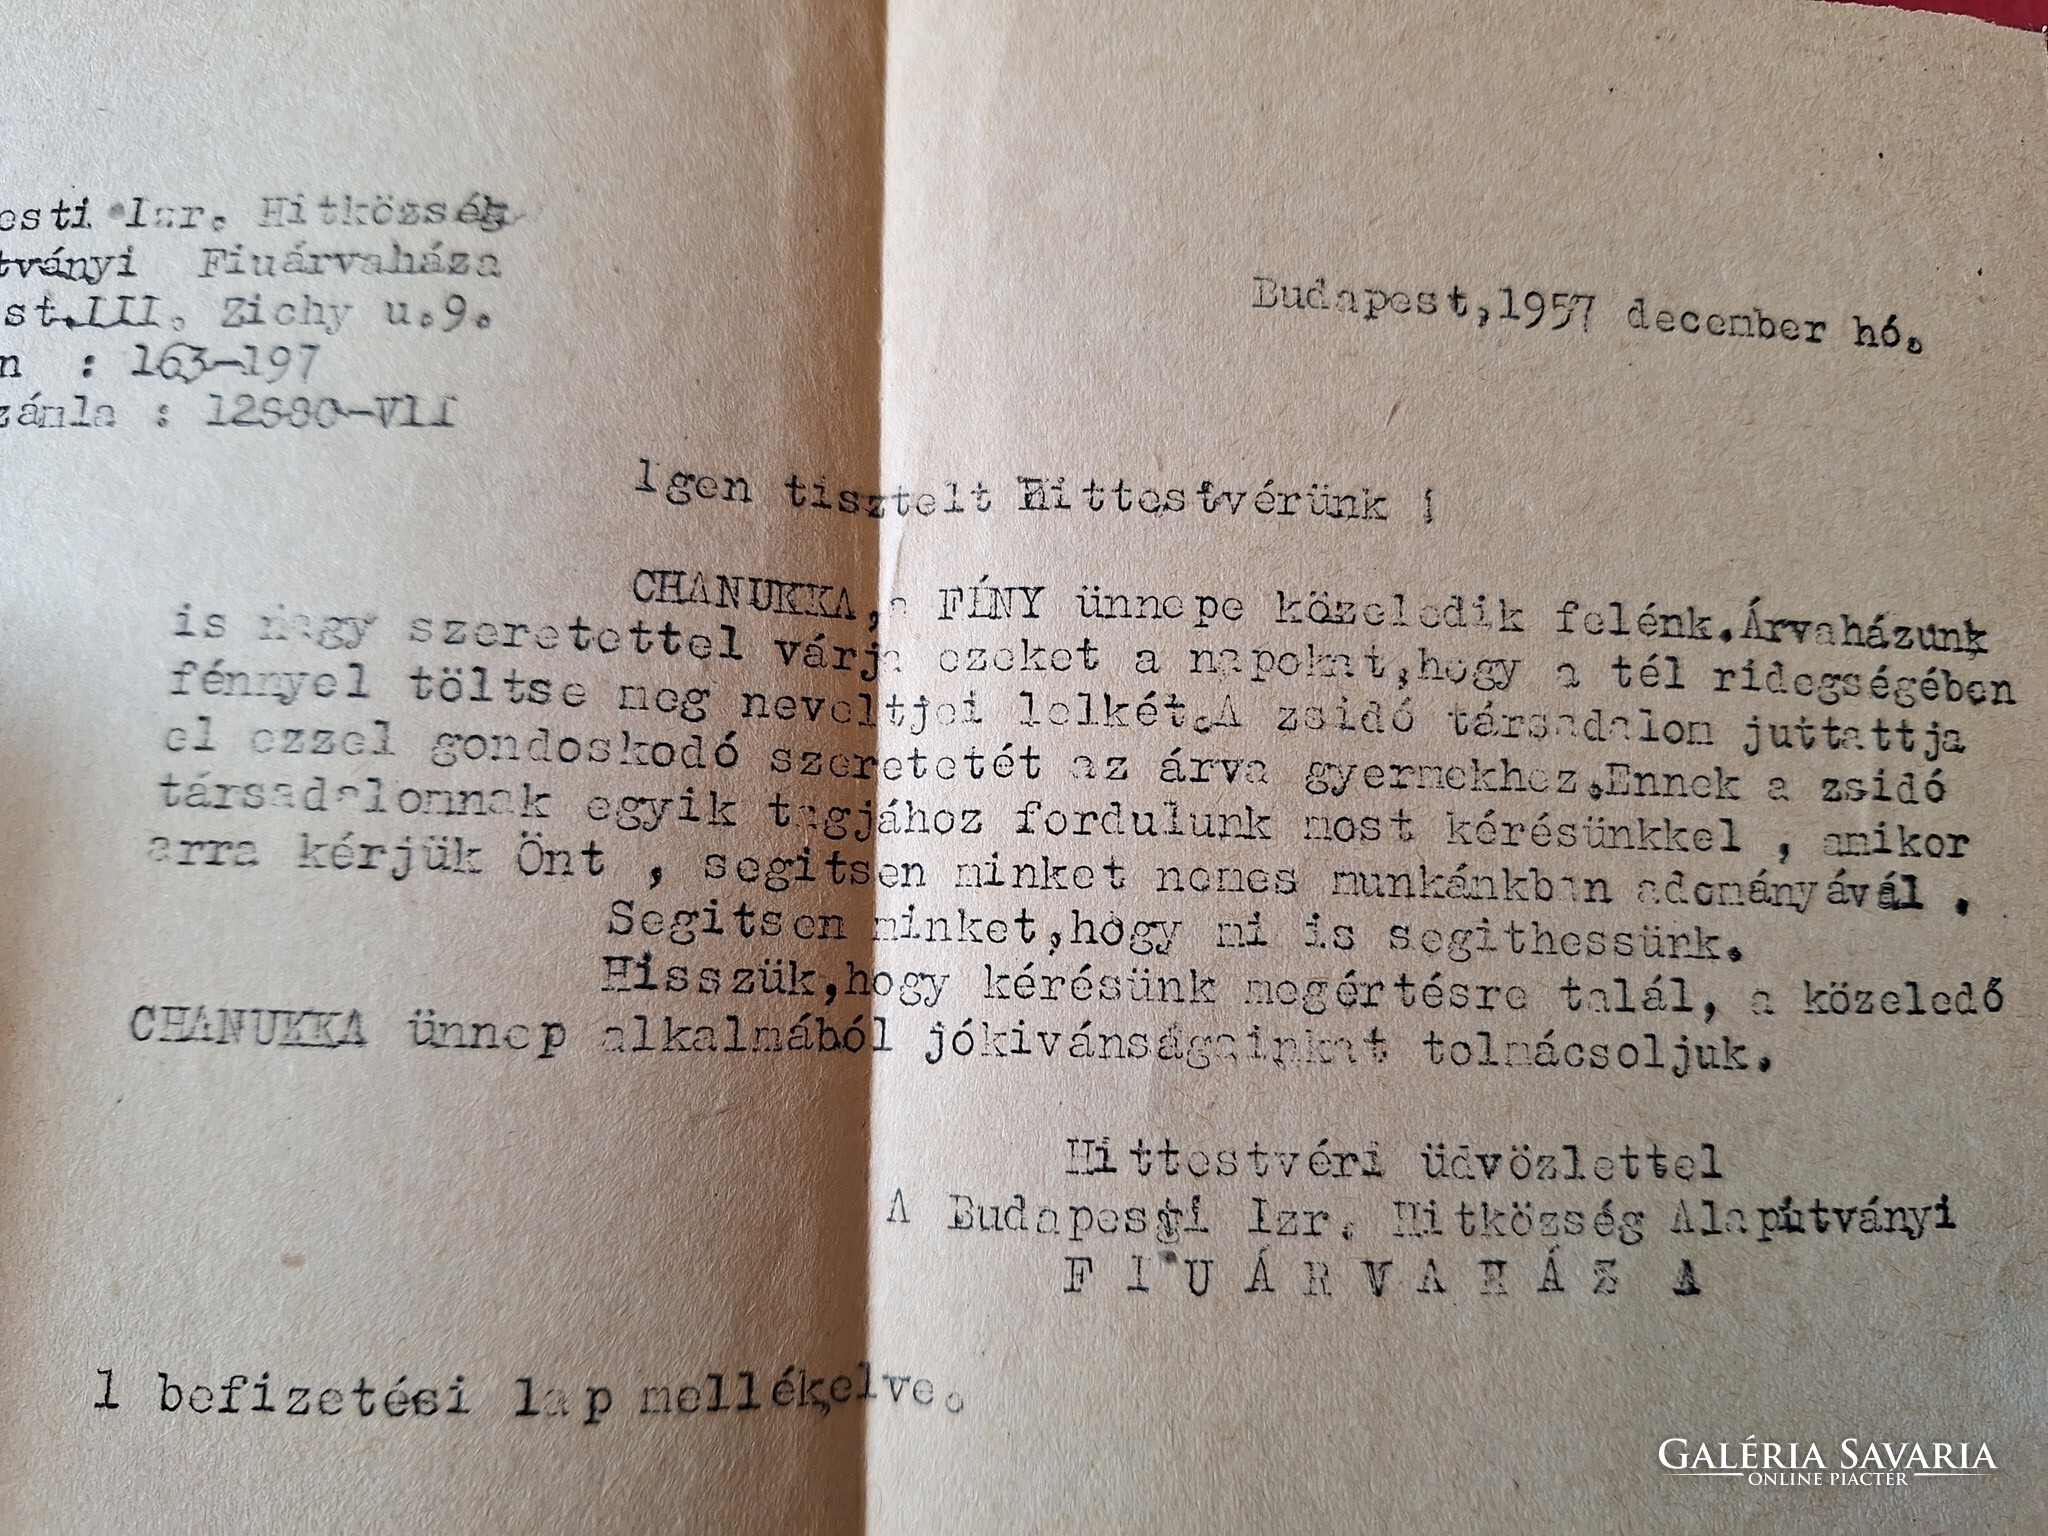 esti Izr. Hitközség
tványi Fiuárvaháza
st.III. Zichy u.9.
n : 163-197
zámla : 12880-VII
Budapest,1957 december hó.
Igen tisztelt Hittestvérünk !
CHANUKKA,a FÉNY ünnepe közeledik felénk.Árvaházunk
is nagy szeretettel várja ezeket a napokat,hogy a tél ridegségében
fénnyel töltse meg neveltjei lelkét.A zsidó társadalom juttattja
el ezzel gondoskodó szeretetét az árva gyermekhez.Ennek a zsidó
társadalomnak egyik tagjához fordulunk most kérésünkkel , amikor
arra kérjük Önt , segitsen minket nemes munkánkban adományával .
Segitsen minket,hogy mi is segithessünk.
Hisszük,hogy kérésünk megértésre talál, a közeledő
CHANUKKA ünnep alkalmából jókivánságainkat tolmácsoljuk.
Hittestvéri üdvözlettel
A Budapesti Izr. Hitközség Alapitványi
F I U Á R V A H Á Z A
1 befizetési lap mellékelve.
GALÉRIA SAVARIA
ONLINE PIACTÉR